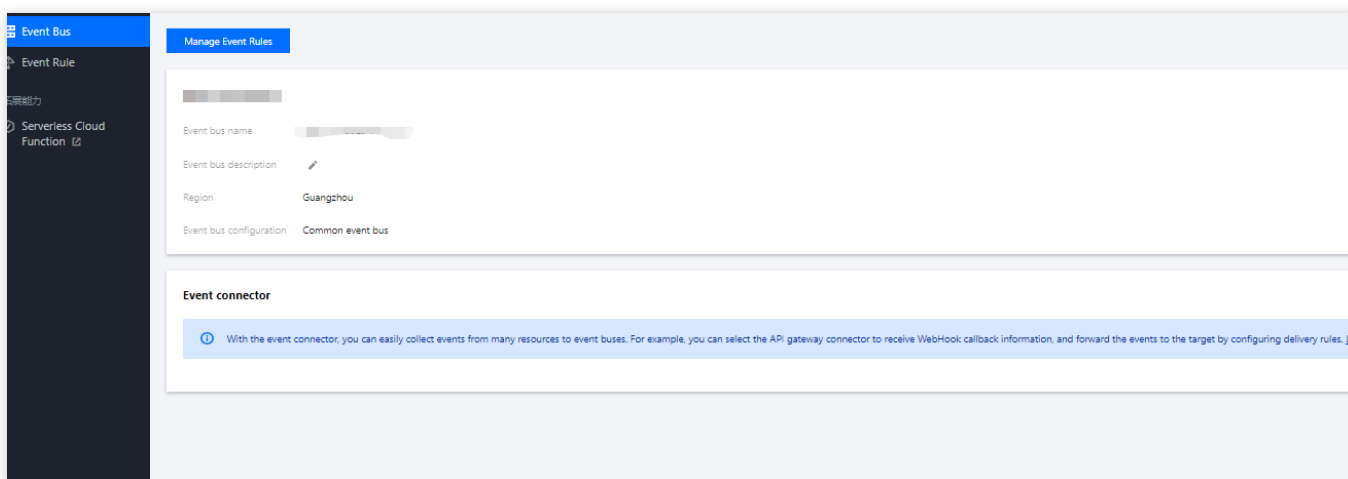 Event Bus
Manage Event Rules
Event Rule
展能力
Serverless Cloud
Function
Event bus name
Event bus description
Region
Guangzhou
Event bus configuration
Common event bus
Event connector
With the event connector, you can easily collect events from many resources to event buses. For example, you can select the API gateway connector to receive WebHook callback information, and forward the events to the target by configuring delivery rules.